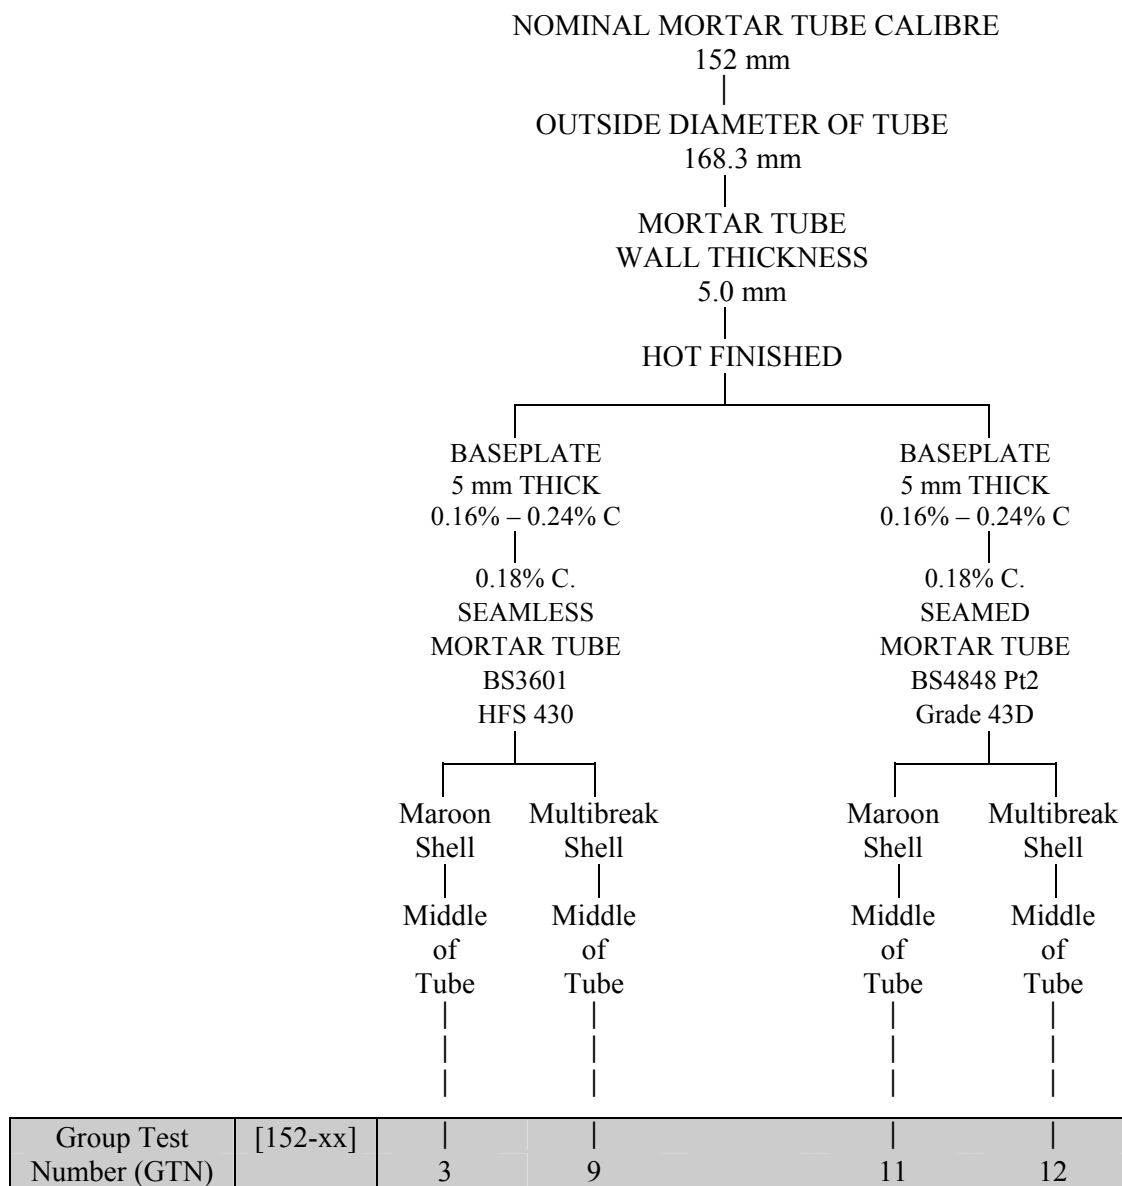 NOMINAL MORTAR TUBE CALIBRE
152 mm
OUTSIDE DIAMETER OF TUBE
168.3 mm
MORTAR TUBE
WALL THICKNESS
5.0 mm
HOT FINISHED
BASEPLATE
5 mm THICK
0.16% – 0.24% C
0.18% C.
SEAMLESS
MORTAR TUBE
BS3601
HFS 430
BASEPLATE
5 mm THICK
0.16% – 0.24% C
0.18% C.
SEAMED
MORTAR TUBE
BS4848 Pt2
Grade 43D
Maroon
Shell
Middle
of
Tube
Multibreak
Shell
Middle
of
Tube
Maroon
Shell
Middle
of
Tube
Multibreak
Shell
Middle
of
Tube
Group Test
Number (GTN)
[152-xx]
3
9
11
12